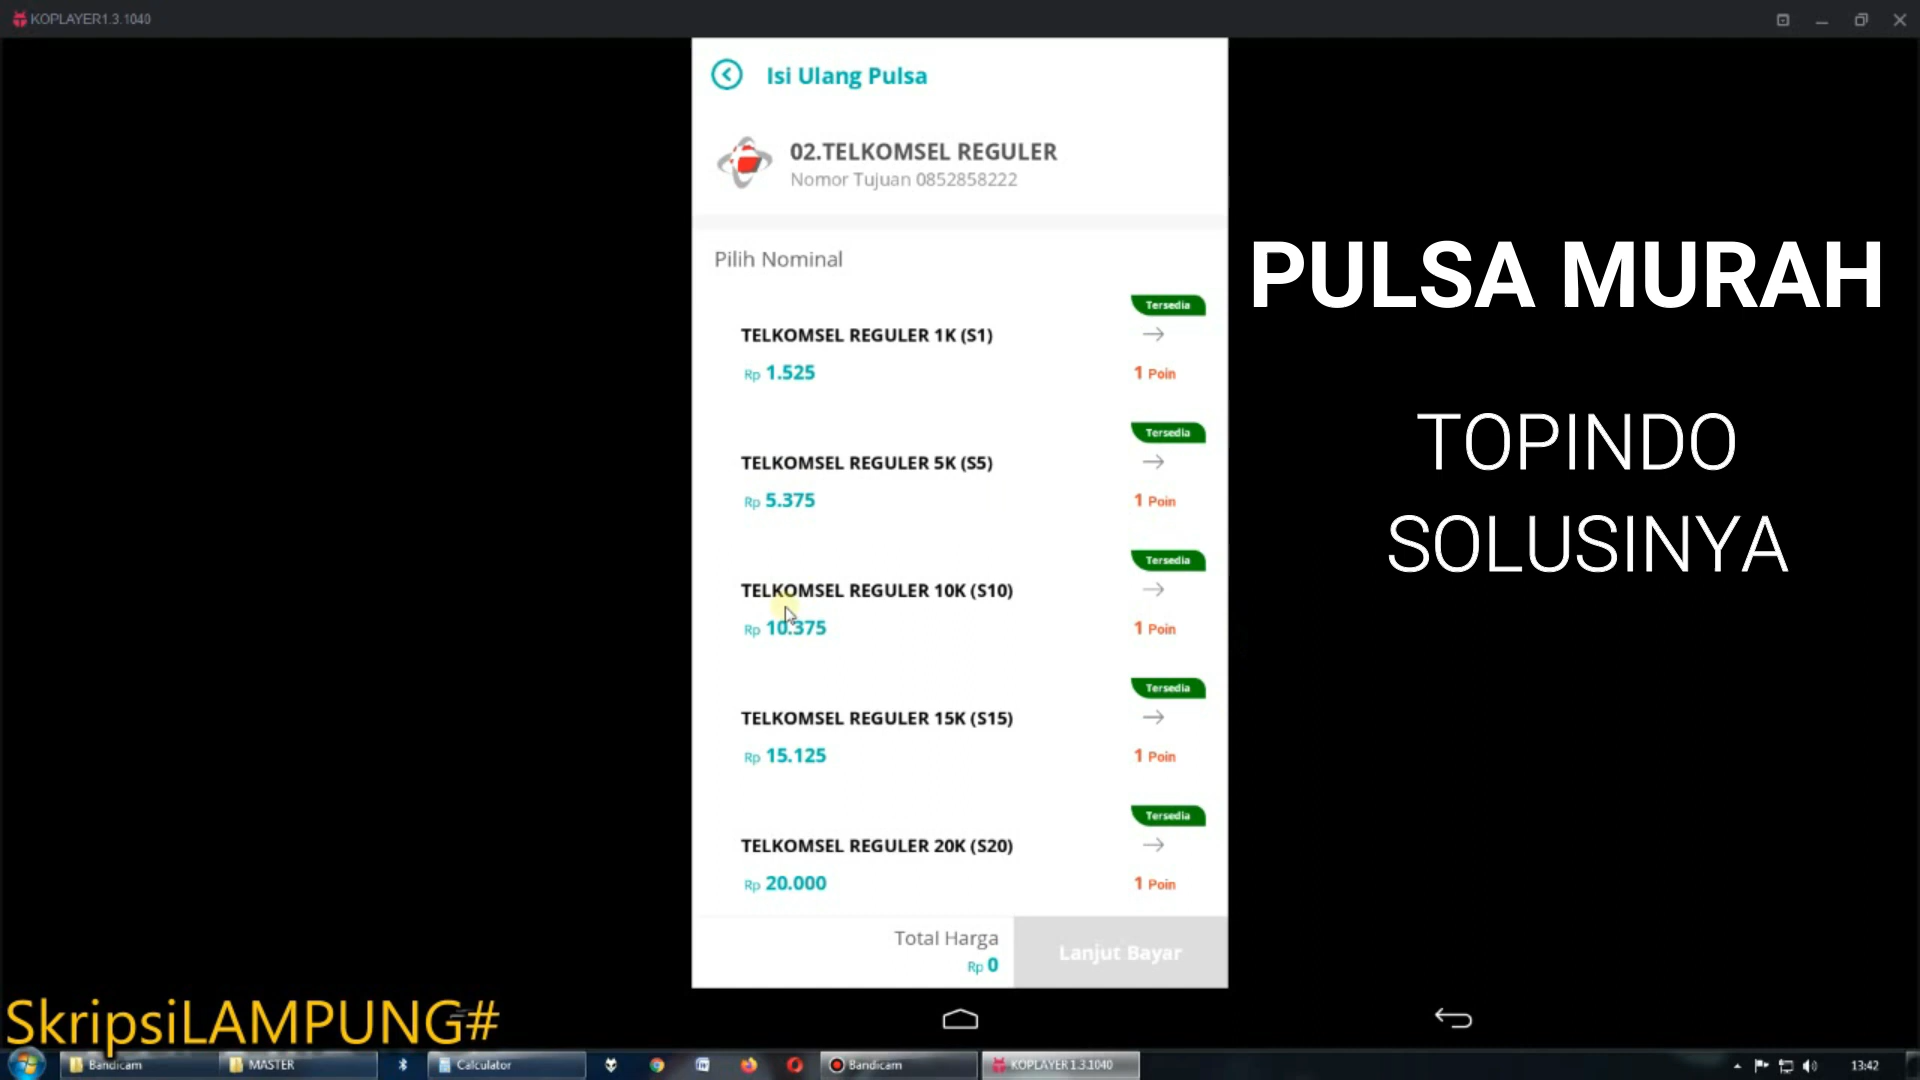 KOPLAYER1.3.1040
Isi Ulang Pulsa
02.TELKOMSEL REGULER
Nomor Tujuan 0852858222
Pilih Nominal
Tersedia
TELKOMSEL REGULER 1K (S1)
Rp 1.525
1 Poin
Tersedia
TELKOMSEL REGULER 5K (S5)
Rp 5.375
1 Poin
Tersedia
TELKOMSEL REGULER 10K (S10)
Rp 10.375
1 Poin
Tersedia
TELKOMSEL REGULER 15K (S15)
Rp 15.125
1 Poin
Tersedia
TELKOMSEL REGULER 20K (S20)
Rp 20.000
1 Poin
Total Harga
Rp 0
Lanjut Bayar
PULSA MURAH
TOPINDO
SOLUSINYA
SkripsiLAMPUNG#
Bandicam
MASTER
Calculator
Bandicam
KOPLAYER1.3.1040
13:42